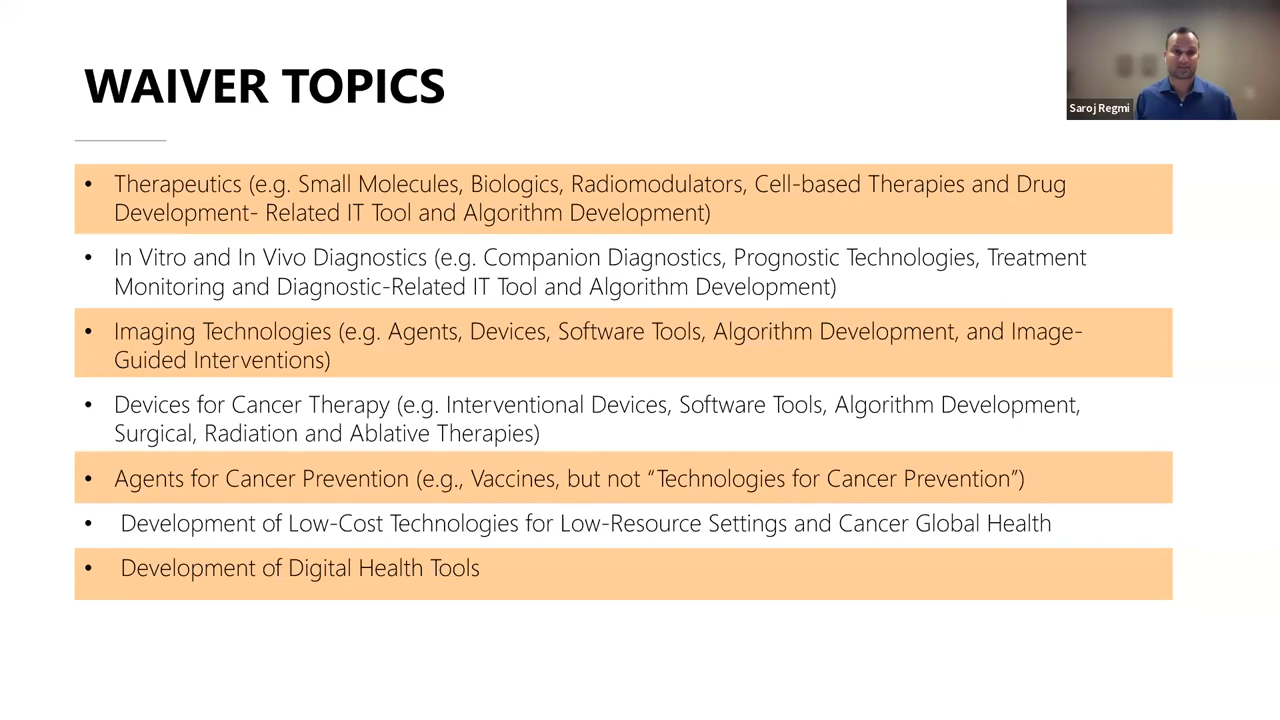 WAIVER TOPICS
Saroj Regmi
• Therapeutics (e.g. Small Molecules, Biologics, Radiomodulators, Cell-based Therapies and Drug
Development- Related IT Tool and Algorithm Development)
• In Vitro and In Vivo Diagnostics (e.g. Companion Diagnostics, Prognostic Technologies, Treatment
Monitoring and Diagnostic-Related IT Tool and Algorithm Development)
• Imaging Technologies (e.g. Agents, Devices, Software Tools, Algorithm Development, and Image-
Guided Interventions)
• Devices for Cancer Therapy (e.g. Interventional Devices, Software Tools, Algorithm Development,
Surgical, Radiation and Ablative Therapies)
• Agents for Cancer Prevention (e.g., Vaccines, but not “Technologies for Cancer Prevention”)
• Development of Low-Cost Technologies for Low-Resource Settings and Cancer Global Health
• Development of Digital Health Tools